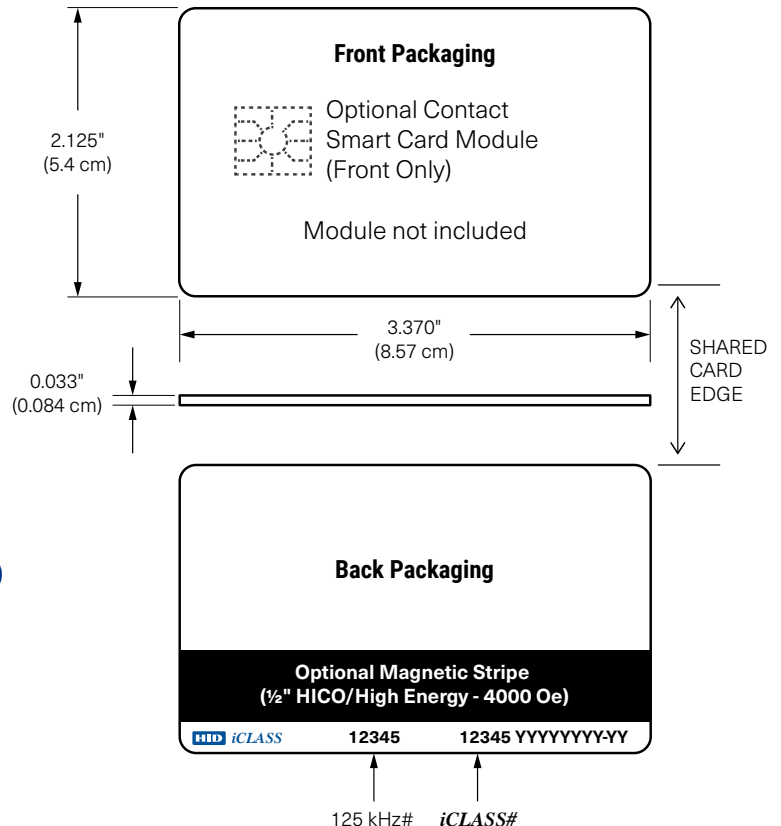 Front Packaging
2.125"
(5.4 cm)
Optional Contact
Smart Card Module
(Front Only)
Module not included
3.370"
(8.57 cm)
SHARED
CARD
EDGE
0.033"
(0.084 cm)
Back Packaging
Optional Magnetic Stripe
(½" HICO/High Energy - 4000 Oe)
HID iCLASS 12345 12345 YYYYYYYY-YY
125 kHz# iCLASS#